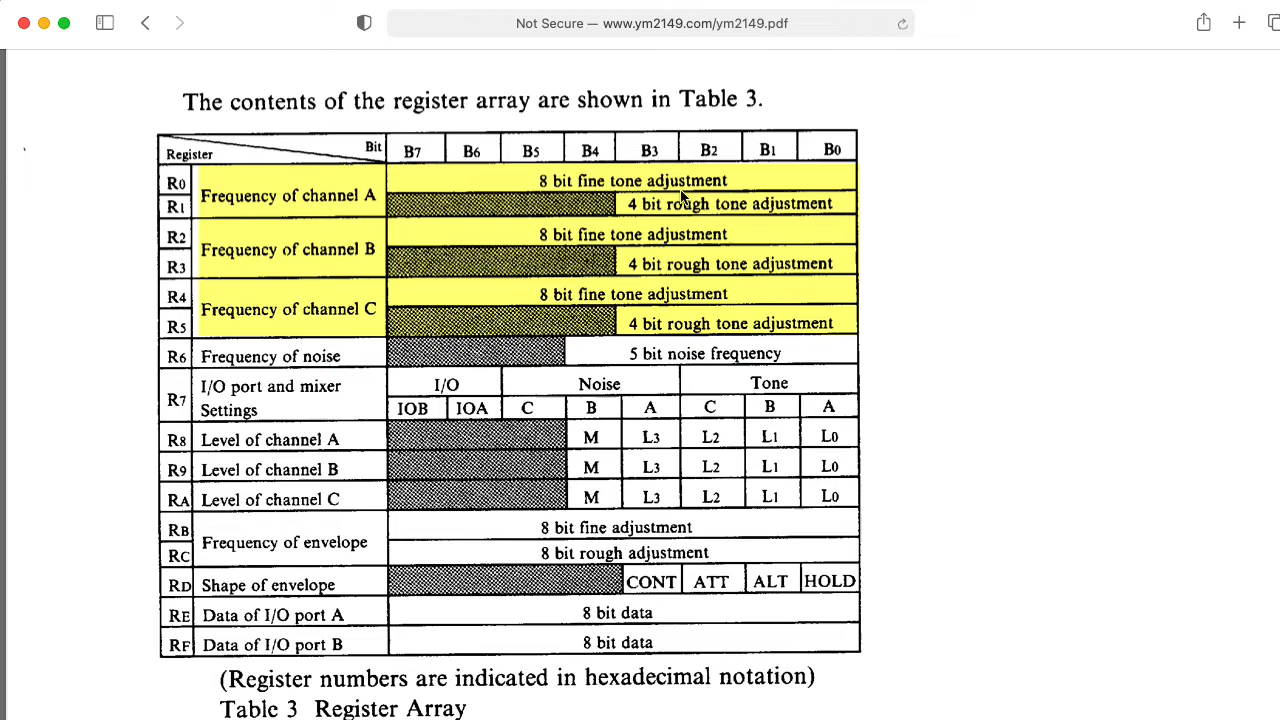 Not Secure — www.ym2149.com/ym2149.pdf
The contents of the register array are shown in Table 3.
Register Bit B7 B6 B5 B4 B3 B2 B1 B0
R0 Frequency of channel A 8 bit fine tone adjustment
R1 4 bit rough tone adjustment
R2 Frequency of channel B 8 bit fine tone adjustment
R3 4 bit rough tone adjustment
R4 Frequency of channel C 8 bit fine tone adjustment
R5 4 bit rough tone adjustment
R6 Frequency of noise 5 bit noise frequency
R7 I/O port and mixer Settings I/O Noise Tone
IOB IOA C B A C B A
R8 Level of channel A M L3 L2 L1 L0
R9 Level of channel B M L3 L2 L1 L0
RA Level of channel C M L3 L2 L1 L0
RB Frequency of envelope 8 bit fine adjustment
RC 8 bit rough adjustment
RD Shape of envelope CONT ATT ALT HOLD
RE Data of I/O port A 8 bit data
RF Data of I/O port B 8 bit data
(Register numbers are indicated in hexadecimal notation)
Table 3 Register Array